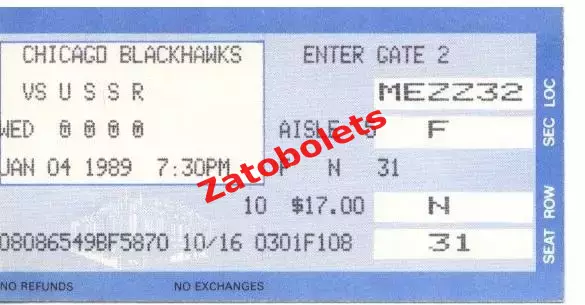 CHICAGO BLACKHAWKS
VS U S S R
WED @ @ @ @
JAN 04 1989 7:30PM
ENTER GATE 2
MEZZ32
AISLE 5 F
F N 31
10 $17.00 N
08086549BF5870 10/16 0301F108 31
SEC LOC
SEAT ROW
NO REFUNDS NO EXCHANGES
Zatobolets